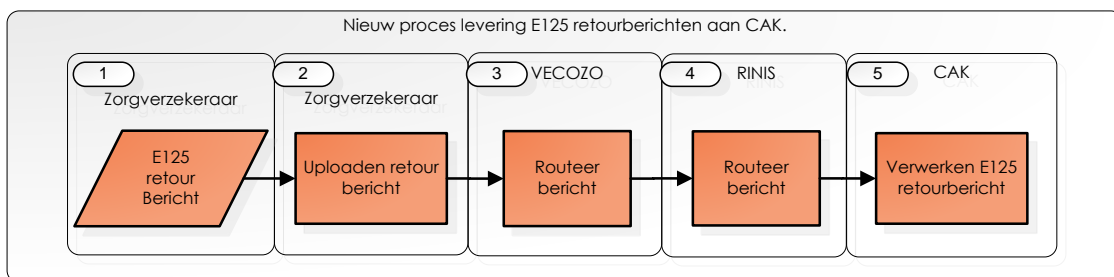 Nieuw proces levering E125 retourberichten aan CAK.
1
Zorgverzekeraar
E125
retour
Bericht
2
Zorgverzekeraar
Uploaden retour
bericht
3
VECOZO
Routeer
bericht
4
RINIS
Routeer
bericht
5
CAK
Verwerken E125
retourbericht